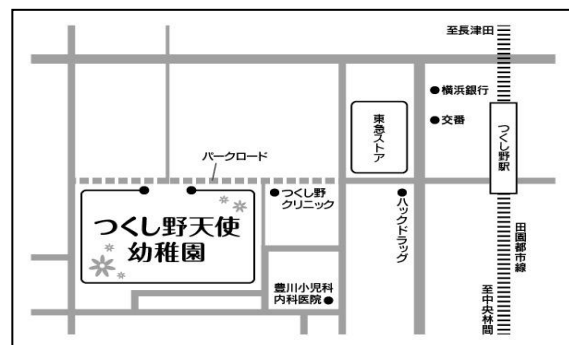 至長津田
横浜銀行
交番
東急ストア
つくし野駅
パークロード
つくし野
クリニック
ハックドラッグ
つくし野天使
幼稚園
田園都市線
豊川小児科
内科医院
至中央林間